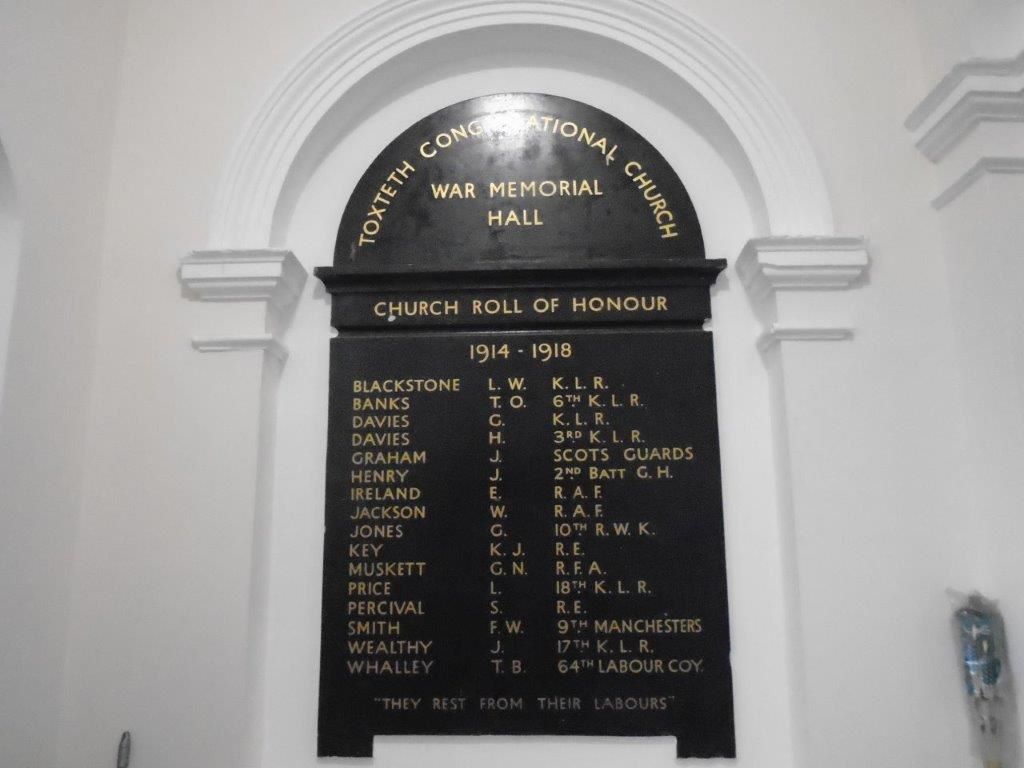 TOXTETH CONGREGATIONAL CHURCH
WAR MEMORIAL
HALL
CHURCH ROLL OF HONOUR
1914 - 1918
BLACKSTONE L. W. K. L. R.
BANKS T. O. 6TH K. L. R.
DAVIES G. K. L. R.
DAVIES H. 3RD K. L. R.
GRAHAM J. SCOTS GUARDS
HENRY J. 2ND BATT G. H.
IRELAND E. R. A. F.
JACKSON W. R. A. F.
JONES G. 10TH R. W. K.
KEY K. J. R. E.
MUSKETT G. N. R. F. A.
PRICE L. 18TH K. L. R.
PERCIVAL S. R. E.
SMITH F. W. 9TH MANCHESTERS
WEALTHY J. 17TH K. L. R.
WHALLEY T. B. 64TH LABOUR COY.
"THEY REST FROM THEIR LABOURS"